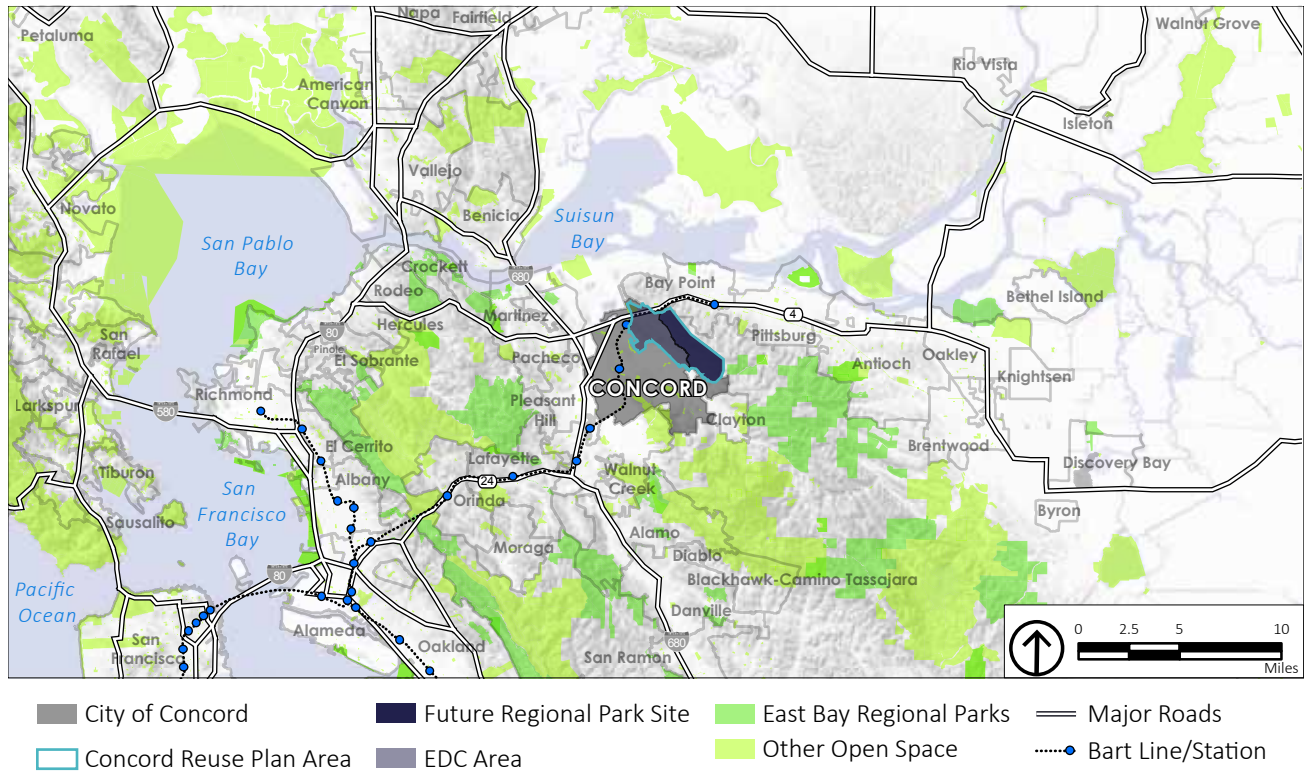 Napa
Fairfield
Petaluma
Walnut Grove
Rio Vista
American
Canyon
Isleton
Vallejo
Novato
Benicia
Suisun
Bay
San Pablo
Bay
Crockett
680
Rodeo
Bay Point
Bethel Island
Martinez
4
Hercules
80
San
Rafael
Pinole
El Sobrante
Pacheco
Pittsburg
Antioch
Oakley
Knightsen
CONCORD
Richmond
Larkspur
580
Pleasant
Hill
Clayton
El Cerrito
Brentwood
Lafayette
Discovery Bay
Tiburon
Albany
24
Walnut
Creek
San
Francisco
Bay
Orinda
Sausalito
Byron
Alamo
Moraga
Diablo
80
Blackhawk-Camino Tassajara
Pacific
Ocean
Danville
San
Francisco
Alameda
Oakland
680
San Ramon
0 2.5 5 10
Miles
City of Concord
Future Regional Park Site
East Bay Regional Parks
Major Roads
Concord Reuse Plan Area
EDC Area
Other Open Space
Bart Line/Station